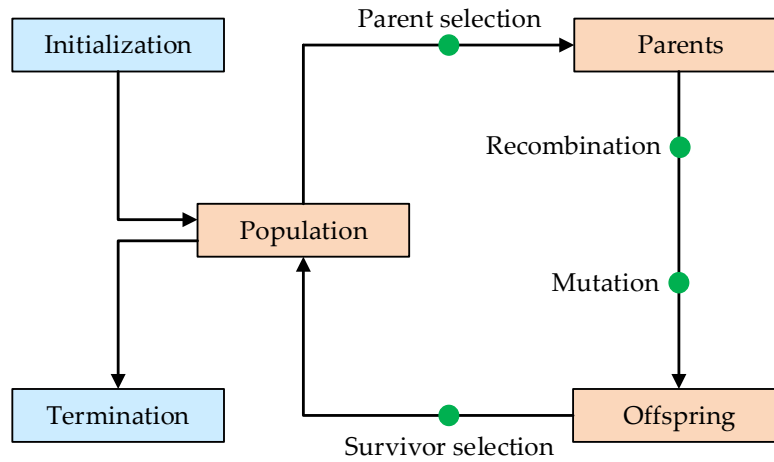 Parent selection
Initialization
Parents
Recombination
Population
Mutation
Termination
Offspring
Survivor selection